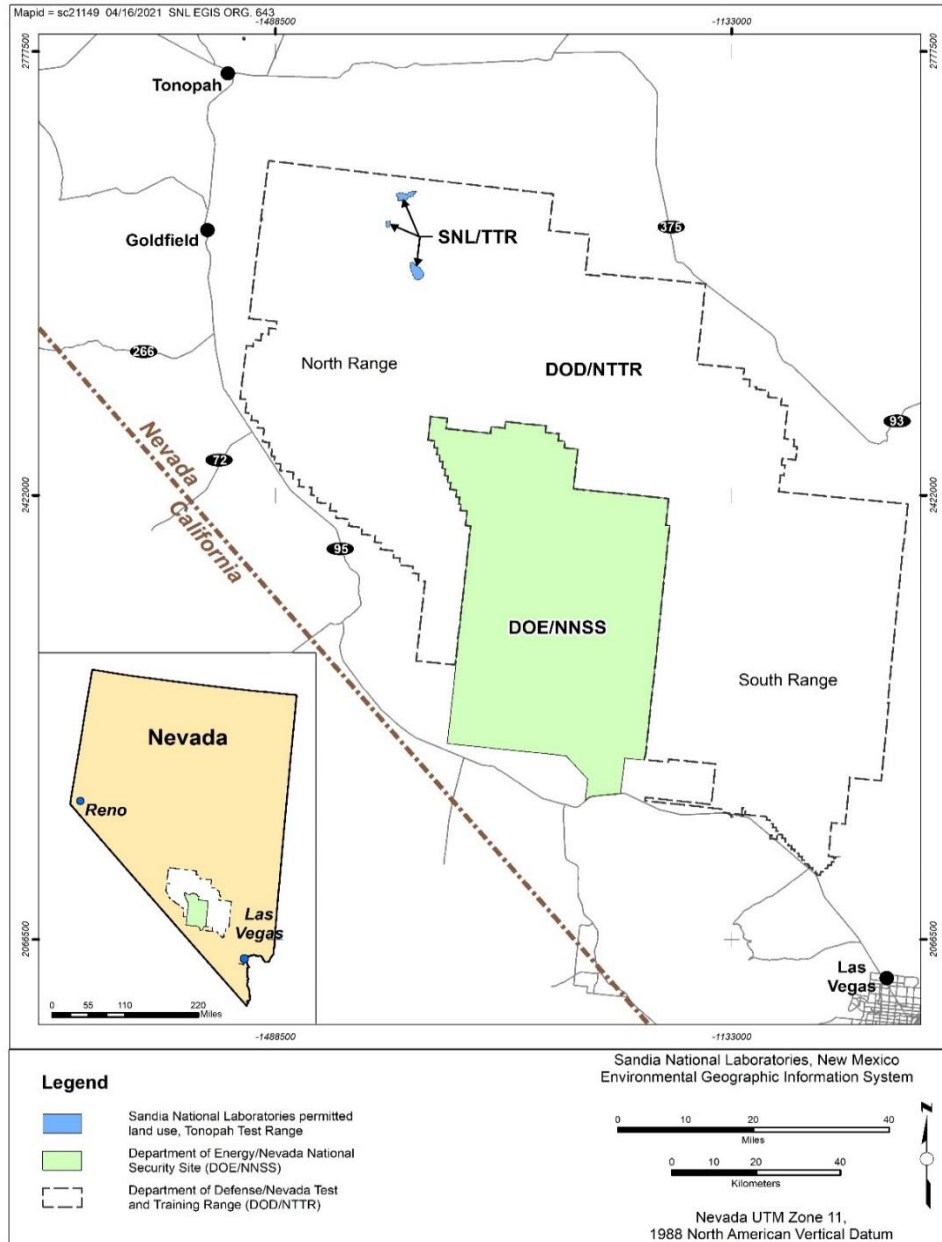 Mapid = sc21149 04/16/2021 SNL EGIS ORG. 643
-1488500
-1133000
2777500
2777500
Tonopah
375
Goldfield
SNL/TTR
266
North Range
DOD/NTTR
93
Nevada
72
2422000
2422000
California
95
DOE/NNSS
South Range
Nevada
Reno
Las
Vegas
2066500
2066500
Las
Vegas
0 55 110 220
Miles
-1488500
-1133000
Sandia National Laboratories, New Mexico
Environmental Geographic Information System
Legend
Sandia National Laboratories permitted
land use, Tonopah Test Range
Department of Energy/Nevada National
Security Site (DOE/NNSS)
Department of Defense/Nevada Test
and Training Range (DOD/NTTR)
0 10 20 40
Miles
0 20 20 40
Kilometers
N
Nevada UTM Zone 11,
1988 North American Vertical Datum